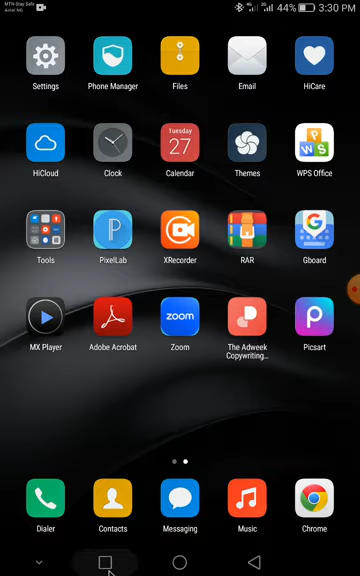 MTN-Stay Safe
Airtel NG
4G
3G
44%
3:30 PM
Settings
Phone Manager
Files
Email
HiCare
Tuesday
27
P
W
S
HiCloud
Clock
Calendar
Themes
WPS Office
P
G
Tools
PixelLab
XRecorder
RAR
Gboard
zoom
MX Player
Adobe Acrobat
Zoom
The Adweek
Copywriting...
Picsart
Dialer
Contacts
Messaging
Music
Chrome